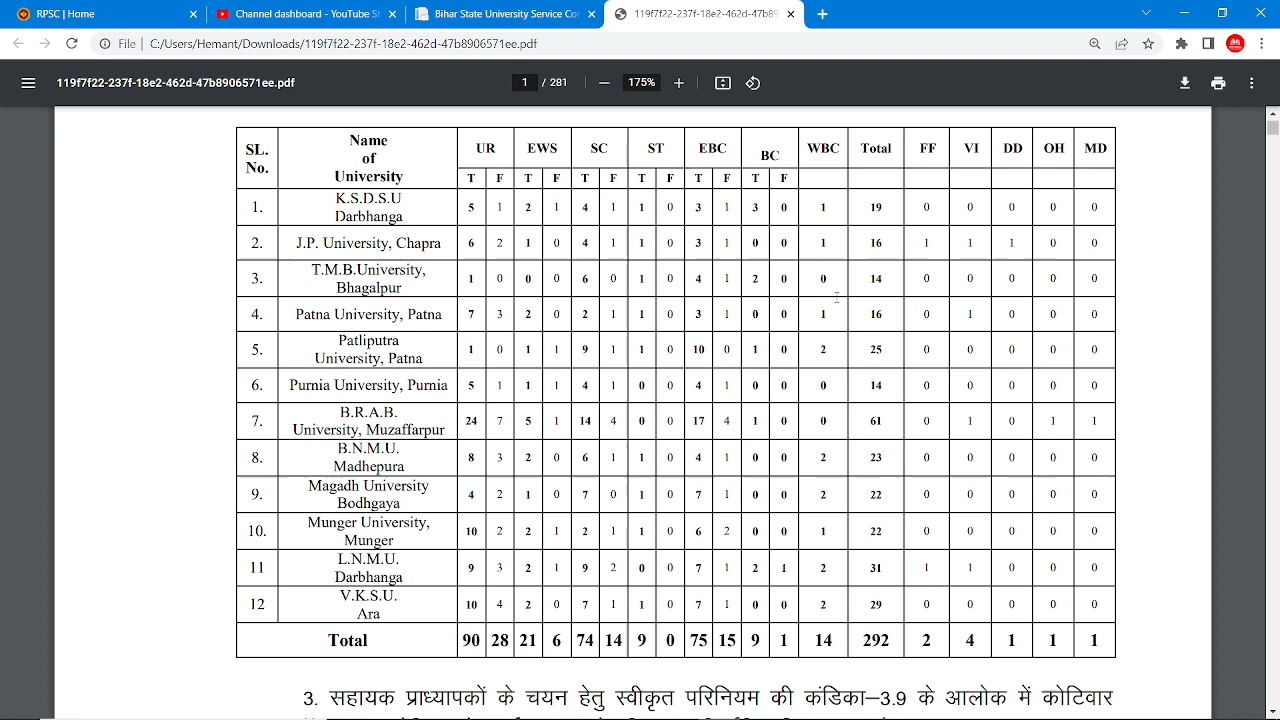 RPSC | Home
Channel dashboard - YouTube St
Bihar State University Service Cor
119f7f22-237f-18e2-462d-47b89
File | C:/Users/Hemant/Downloads/119f7f22-237f-18e2-462d-47b8906571ee.pdf
119f7f22-237f-18e2-462d-47b8906571ee.pdf 1 / 281 175%
SL. No. Name of University UR EWS SC ST EBC BC WBC Total FF VI DD OH MD
T F T F T F T F T F T F
1. K.S.D.S.U Darbhanga 5 1 2 1 4 1 1 0 3 1 3 0 1 19 0 0 0 0 0
2. J.P. University, Chapra 6 2 1 0 4 1 1 0 3 1 0 0 1 16 1 1 1 0 0
3. T.M.B.University, Bhagalpur 1 0 0 0 6 0 1 0 4 1 2 0 0 14 0 0 0 0 0
4. Patna University, Patna 7 3 2 0 2 1 1 0 3 1 0 0 1 16 0 1 0 0 0
5. Patliputra University, Patna 1 0 1 1 9 1 1 0 10 0 1 0 2 25 0 0 0 0 0
6. Purnia University, Purnia 5 1 1 1 4 1 0 0 4 1 0 0 0 14 0 0 0 0 0
7. B.R.A.B. University, Muzaffarpur 24 7 5 1 14 4 0 0 17 4 1 0 0 61 0 1 0 1 1
8. B.N.M.U. Madhepura 8 3 2 0 6 1 1 0 4 1 0 0 2 23 0 0 0 0 0
9. Magadh University Bodhgaya 4 2 1 0 7 0 1 0 7 1 0 0 2 22 0 0 0 0 0
10. Munger University, Munger 10 2 2 1 2 1 1 0 6 2 0 0 1 22 0 0 0 0 0
11 L.N.M.U. Darbhanga 9 3 2 1 9 2 0 0 7 1 2 1 2 31 1 1 0 0 0
12 V.K.S.U. Ara 10 4 2 0 7 1 1 0 7 1 0 0 2 29 0 0 0 0 0
Total 90 28 21 6 74 14 9 0 75 15 9 1 14 292 2 4 1 1 1
3. सहायक प्राध्यापकों के चयन हेतु स्वीकृत परिनियम की कंडिका–3.9 के आलोक में कोटिवार